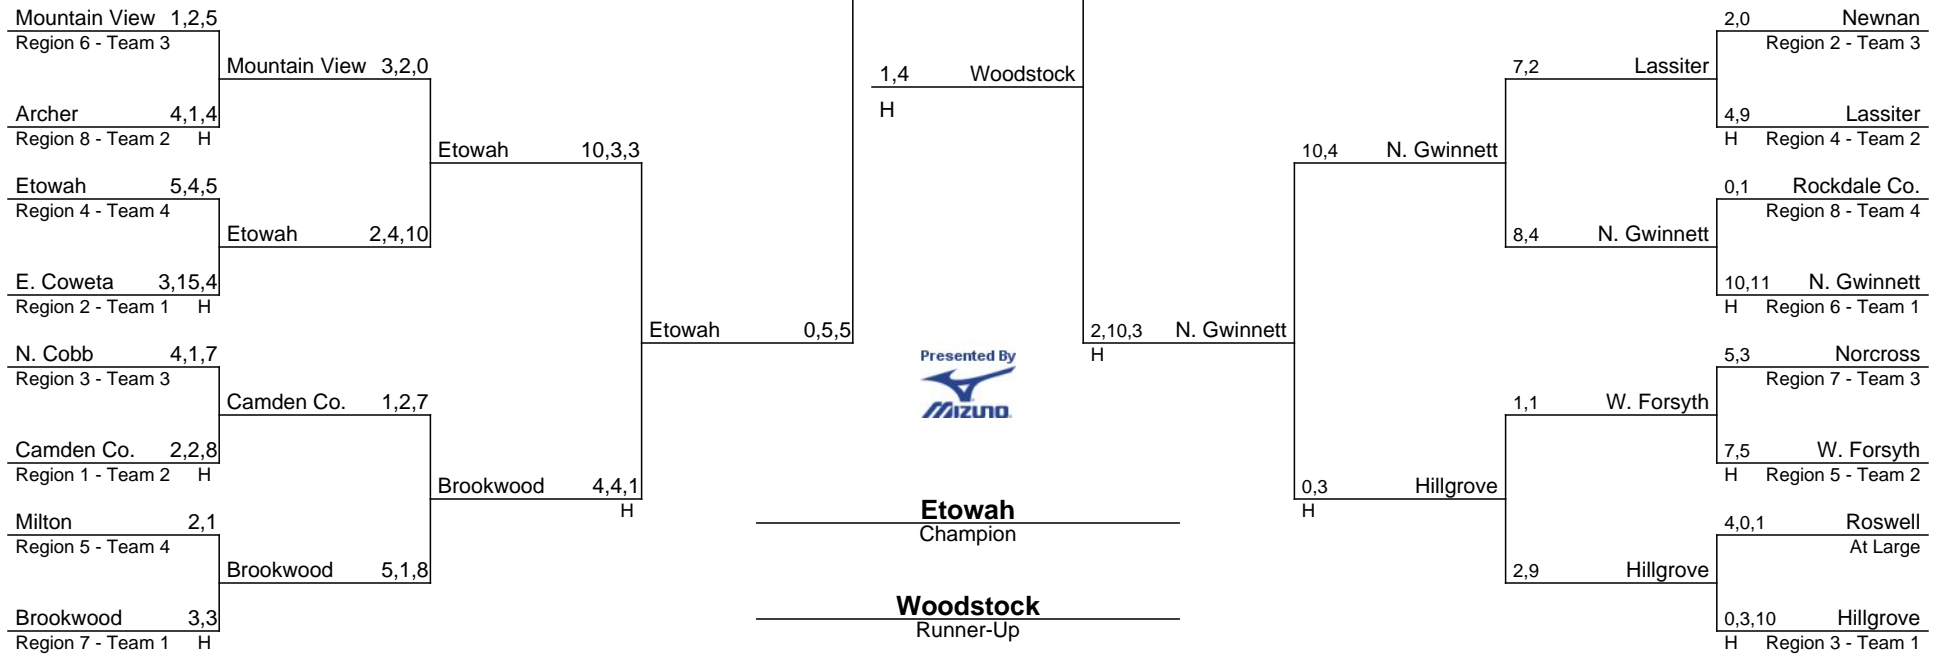 Mountain View 1,2,5
Region 6 - Team 3
Mountain View 3,2,0
Archer 4,1,4
Region 8 - Team 2 H
Etowah 10,3,3
Etowah 5,4,5
Region 4 - Team 4
Etowah 2,4,10
E. Coweta 3,15,4
Region 2 - Team 1 H
Etowah 0,5,5
N. Cobb 4,1,7
Region 3 - Team 3
Camden Co. 1,2,7
Camden Co. 2,2,8
Region 1 - Team 2 H
Brookwood 4,4,1
H
Milton 2,1
Region 5 - Team 4
Brookwood 5,1,8
Brookwood 3,3
Region 7 - Team 1 H
1,4 Woodstock
H
Presented By
MIZUNO
Etowah
Champion
Woodstock
Runner-Up
2,0 Newnan
Region 2 - Team 3
7,2 Lassiter
4,9 Lassiter
H Region 4 - Team 2
10,4 N. Gwinnett
0,1 Rockdale Co.
Region 8 - Team 4
8,4 N. Gwinnett
10,11 N. Gwinnett
H Region 6 - Team 1
2,10,3 N. Gwinnett
H
5,3 Norcross
Region 7 - Team 3
1,1 W. Forsyth
7,5 W. Forsyth
H Region 5 - Team 2
0,3 Hillgrove
H
4,0,1 Roswell
At Large
2,9 Hillgrove
0,3,10 Hillgrove
H Region 3 - Team 1